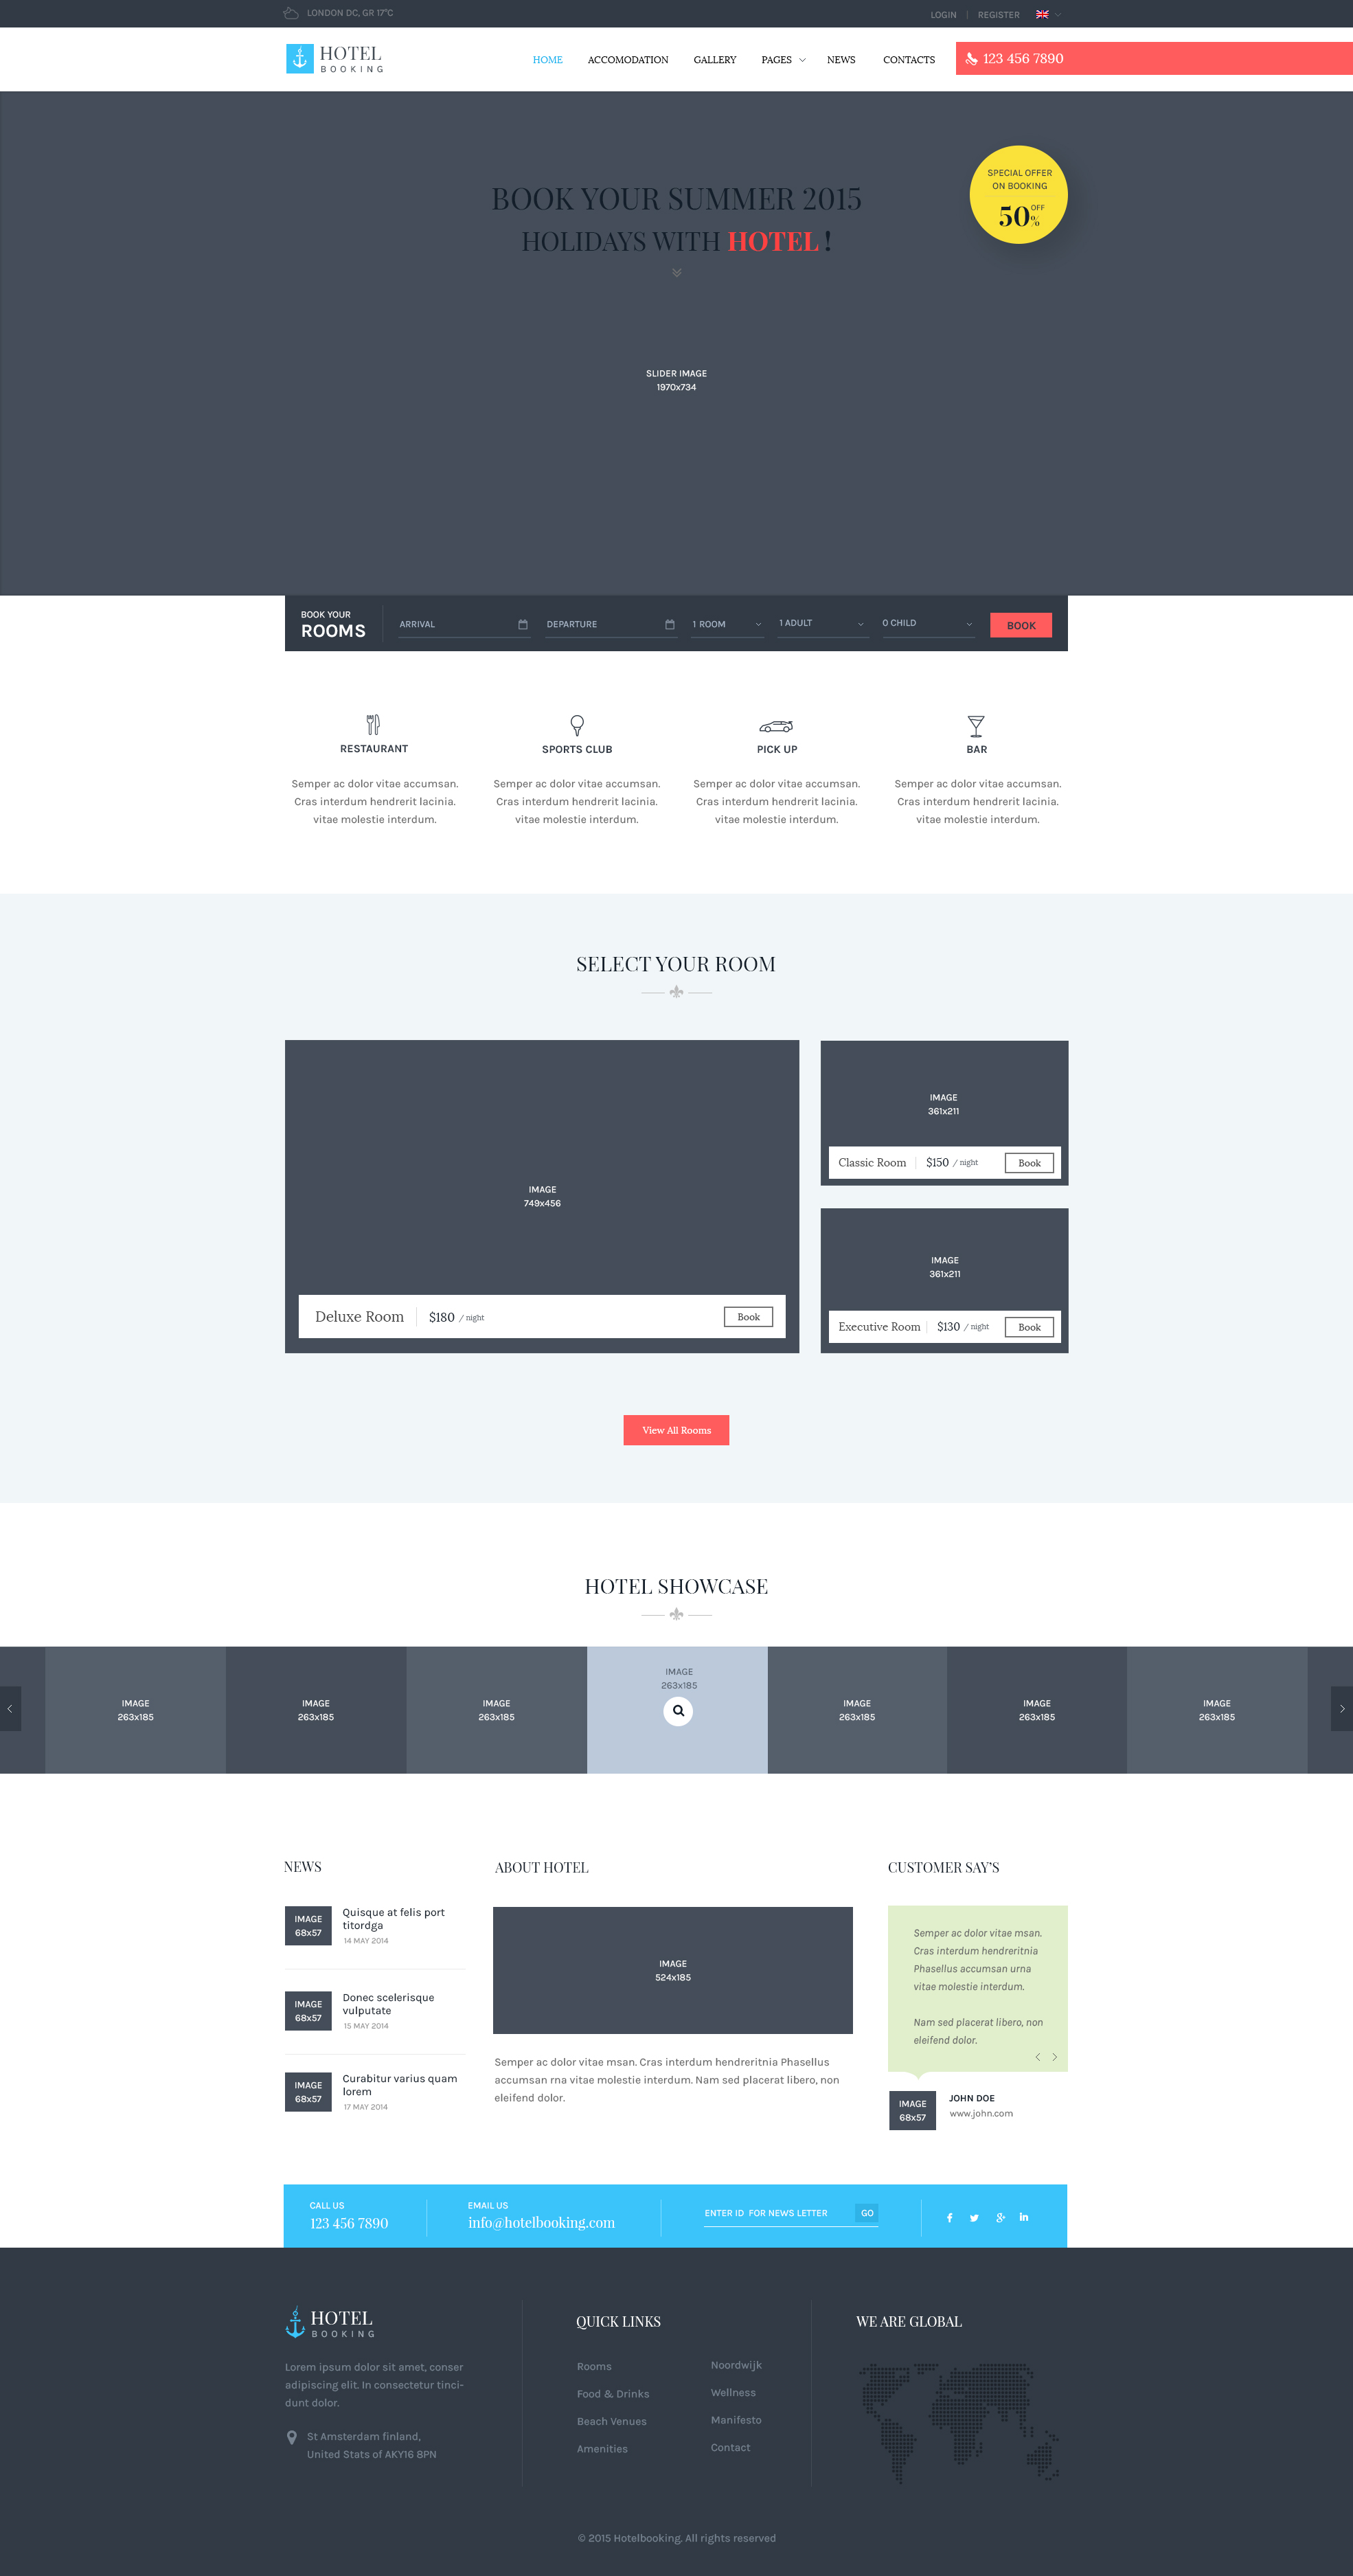 LONDON DC, GR 17°C
LOGIN | REGISTER
HOTEL
BOOKING
HOME ACCOMODATION GALLERY PAGES NEWS CONTACTS
123 456 7890
BOOK YOUR SUMMER 2015
HOLIDAYS WITH HOTEL !
SPECIAL OFFER
ON BOOKING
50% OFF
SLIDER IMAGE
1970x734
BOOK YOUR
ROOMS
ARRIVAL
DEPARTURE
1 ROOM
1 ADULT
0 CHILD
BOOK
RESTAURANT
Semper ac dolor vitae accumsan.
Cras interdum hendrerit lacinia.
vitae molestie interdum.
SPORTS CLUB
Semper ac dolor vitae accumsan.
Cras interdum hendrerit lacinia.
vitae molestie interdum.
PICK UP
Semper ac dolor vitae accumsan.
Cras interdum hendrerit lacinia.
vitae molestie interdum.
BAR
Semper ac dolor vitae accumsan.
Cras interdum hendrerit lacinia.
vitae molestie interdum.
SELECT YOUR ROOM
IMAGE
749x456
Deluxe Room $180 / night Book
IMAGE
361x211
Classic Room $150 / night Book
IMAGE
361x211
Executive Room $130 / night Book
View All Rooms
HOTEL SHOWCASE
IMAGE
263x185
IMAGE
263x185
IMAGE
263x185
IMAGE
263x185
IMAGE
263x185
IMAGE
263x185
IMAGE
263x185
NEWS
IMAGE
68x57
Quisque at felis port
titordga
14 MAY 2014
IMAGE
68x57
Donec scelerisque
vulputate
15 MAY 2014
IMAGE
68x57
Curabitur varius quam
lorem
17 MAY 2014
ABOUT HOTEL
IMAGE
524x185
Semper ac dolor vitae msan. Cras interdum hendreritnia Phasellus
accumsan rna vitae molestie interdum. Nam sed placerat libero, non
eleifend dolor.
CUSTOMER SAY'S
Semper ac dolor vitae msan.
Cras interdum hendreritnia
Phasellus accumsan urna
vitae molestie interdum.
Nam sed placerat libero, non
eleifend dolor.
IMAGE
68x57
JOHN DOE
www.john.com
CALL US
123 456 7890
EMAIL US
info@hotelbooking.com
ENTER ID FOR NEWS LETTER GO
HOTEL
BOOKING
Lorem ipsum dolor sit amet, conser
adipiscing elit. In consectetur tinci-
dunt dolor.
St Amsterdam finland,
United Stats of AKY16 8PN
QUICK LINKS
Rooms
Food & Drinks
Beach Venues
Amenities
Noordwijk
Wellness
Manifesto
Contact
WE ARE GLOBAL
© 2015 Hotelbooking. All rights reserved